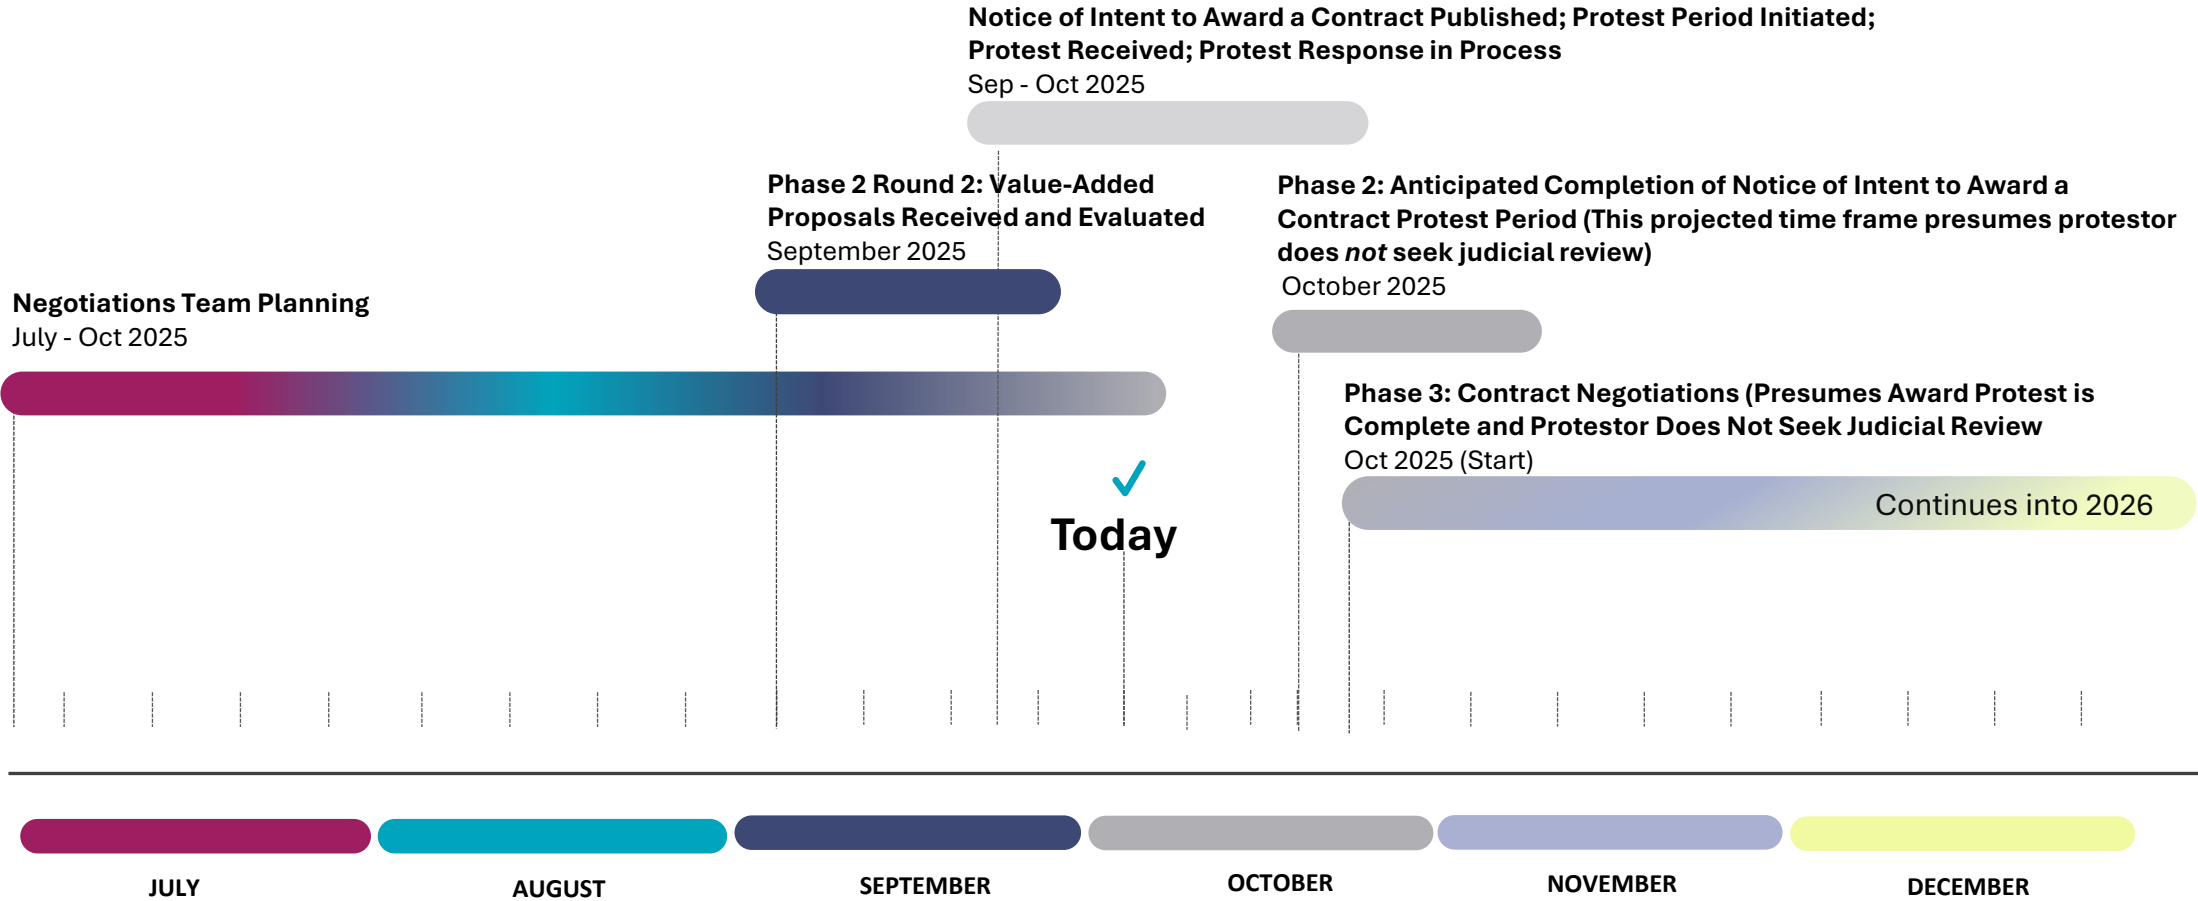 Notice of Intent to Award a Contract Published; Protest Period Initiated;
Protest Received; Protest Response in Process
Sep - Oct 2025
Phase 2 Round 2: Value-Added
Proposals Received and Evaluated
September 2025
Phase 2: Anticipated Completion of Notice of Intent to Award a
Contract Protest Period (This projected time frame presumes protestor
does not seek judicial review)
October 2025
Negotiations Team Planning
July - Oct 2025
Phase 3: Contract Negotiations (Presumes Award Protest is
Complete and Protestor Does Not Seek Judicial Review
Oct 2025 (Start)
Continues into 2026
Today
JULY
AUGUST
SEPTEMBER
OCTOBER
NOVEMBER
DECEMBER